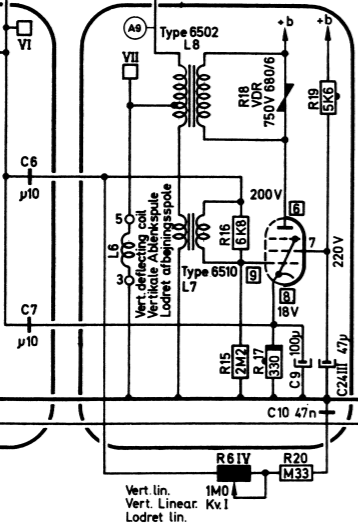 A9
Type 6502
L8
+b
+b
VI
VII
R18
VDR
750V 680/6
R19
5K6
C6
μ10
200V
6
5
L6
3
Vert. deflecting coil
Vertikale Ablenkspule
Lodret afbøjningsspole
R16
6K8
7
220V
Type 6510
L7
9
8
18V
C7
μ10
R15
2M2
R17
330
C9
100μ
C24III
47μ
C10 47n
R6IV
R20
M33
Vert.lin.
Vert. Linear.
Lodret lin.
1M0
Kv.I